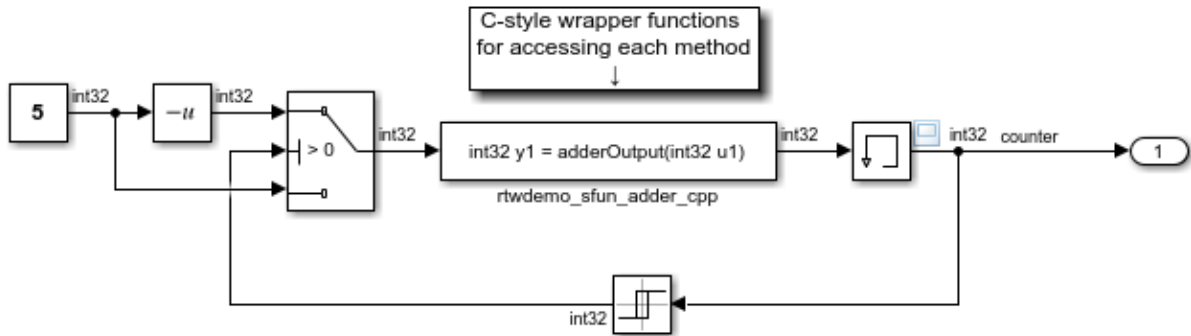 C-style wrapper functions
for accessing each method
↓
5
int32
−u
int32
> 0
int32
int32 y1 = adderOutput(int32 u1)
rtwdemo_sfun_adder_cpp
int32
int32
counter
1
int32